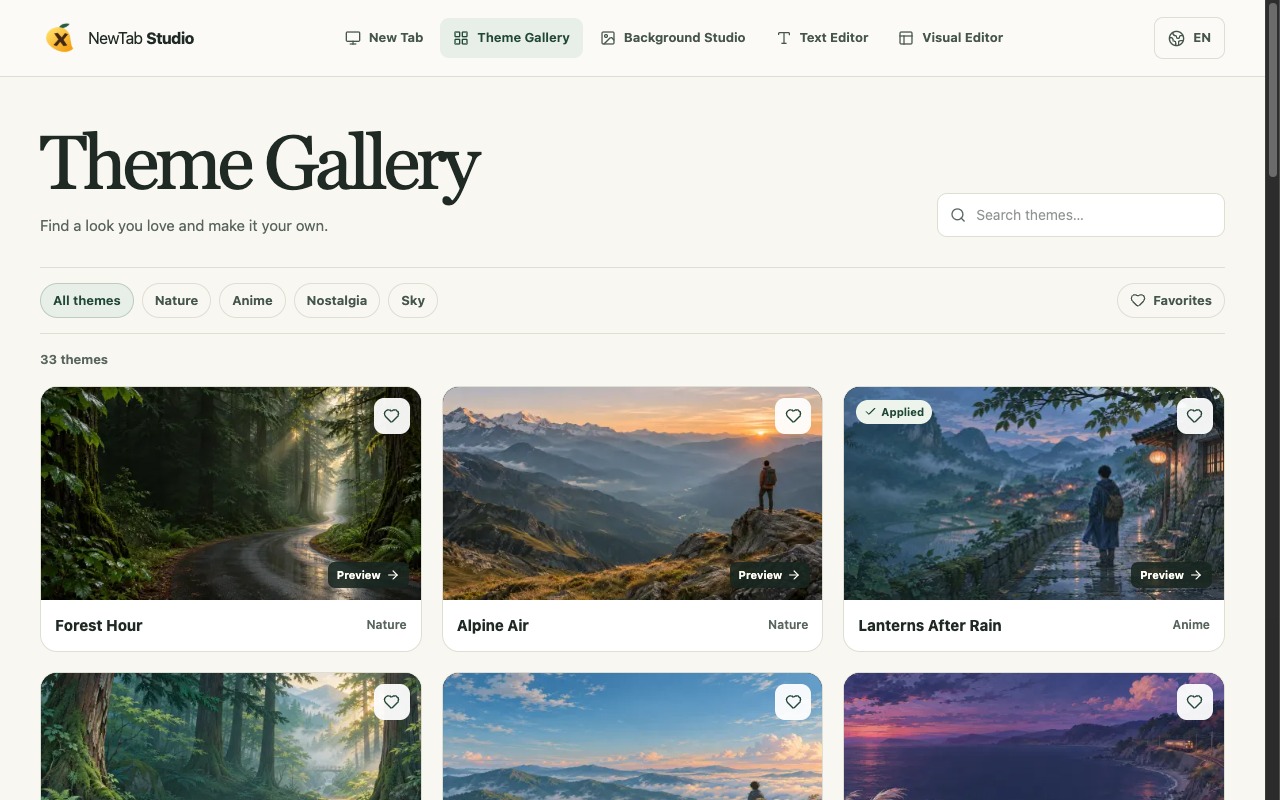 NewTab Studio
New Tab
Theme Gallery
Background Studio
Text Editor
Visual Editor
EN
Theme Gallery
Find a look you love and make it your own.
Search themes...
All themes
Nature
Anime
Nostalgia
Sky
Favorites
33 themes
Preview
Forest Hour
Nature
Preview
Alpine Air
Nature
Applied
Preview
Lanterns After Rain
Anime